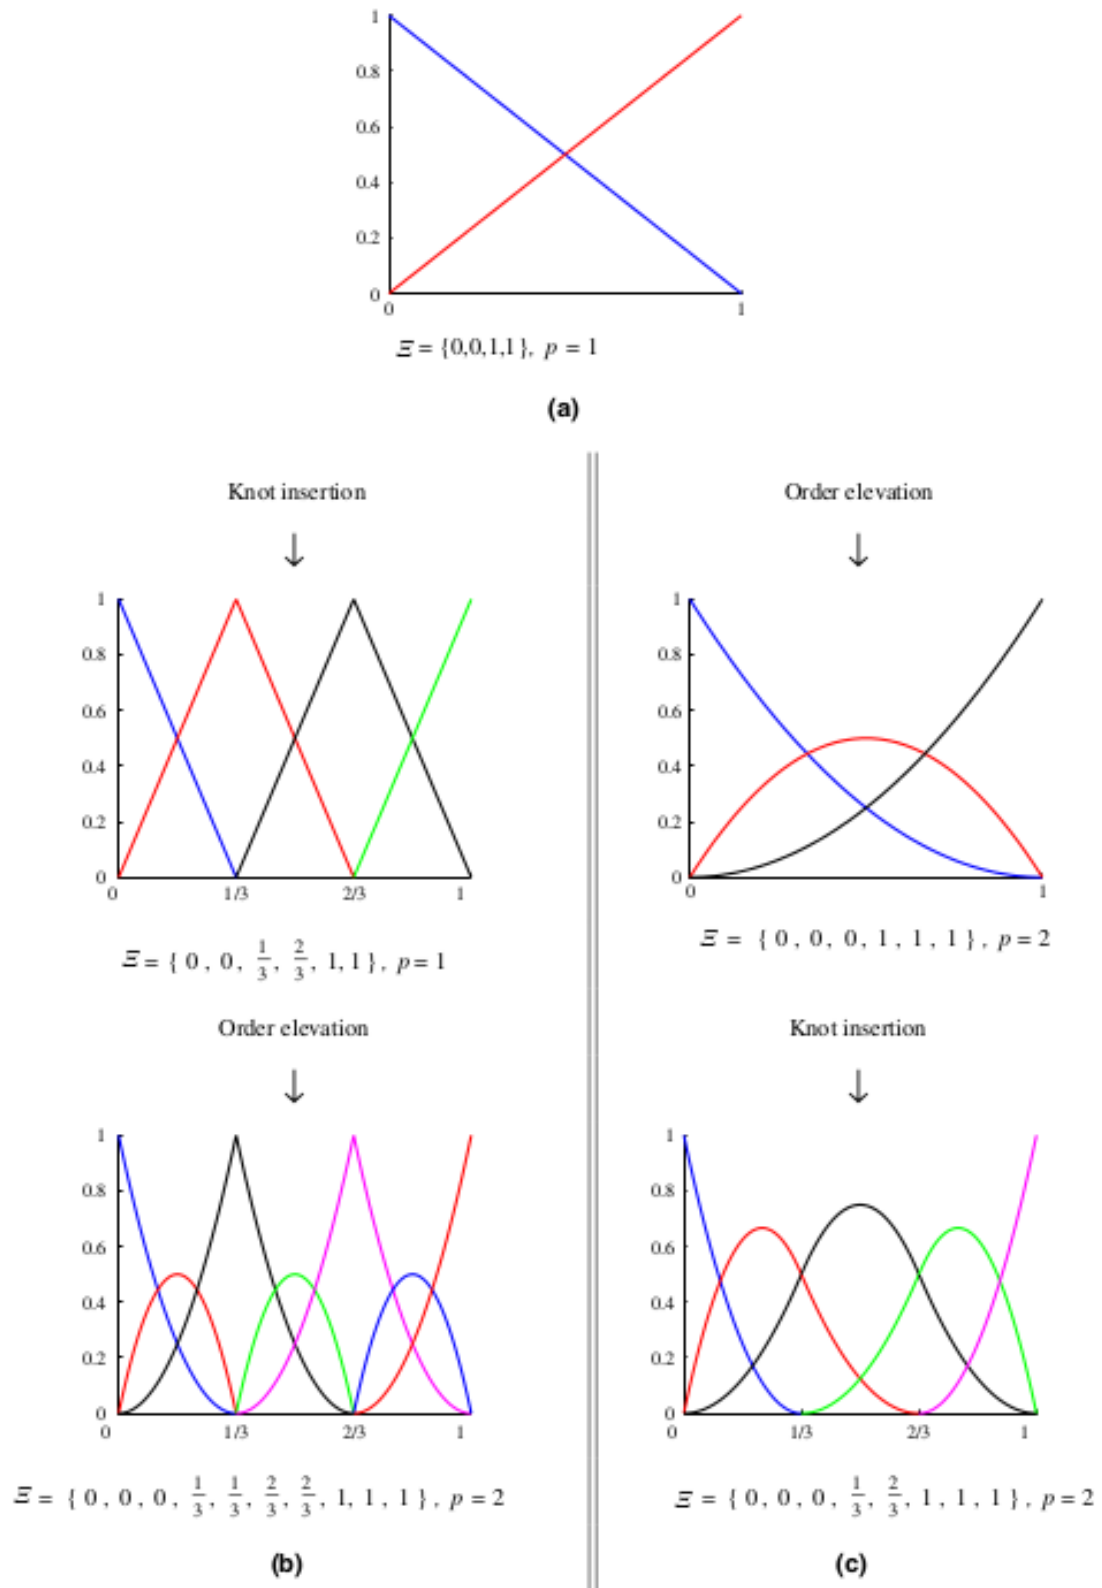 1
0.8
0.6
0.4
0.2
0
0 1
Ξ = {0,0,1,1}, p = 1
(a)
Knot insertion
↓
1
0.8
0.6
0.4
0.2
0
0 1/3 2/3 1
Ξ = { 0 , 0, 1/3, 2/3, 1, 1 }, p = 1
Order elevation
↓
1
0.8
0.6
0.4
0.2
0
0 1/3 2/3 1
Ξ = { 0 , 0, 0, 1/3, 1/3, 2/3, 2/3, 1, 1, 1 }, p = 2
(b)
Order elevation
↓
1
0.8
0.6
0.4
0.2
0
0 1
Ξ = { 0 , 0, 0, 1, 1, 1 }, p = 2
Knot insertion
↓
1
0.8
0.6
0.4
0.2
0
0 1/3 2/3 1
Ξ = { 0 , 0, 0, 1/3, 2/3, 1, 1, 1 }, p = 2
(c)